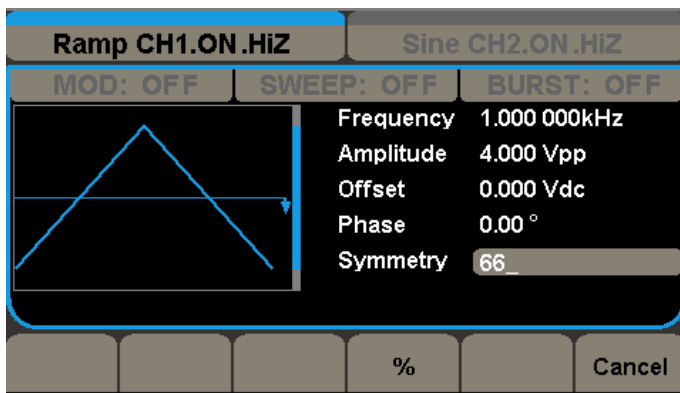 Ramp CH1.ON.HiZ
Sine CH2.ON.HiZ
MOD: OFF
SWEEP: OFF
BURST: OFF
Frequency 1.000 000kHz
Amplitude 4.000 Vpp
Offset 0.000 Vdc
Phase 0.00 °
Symmetry 66_
%
Cancel